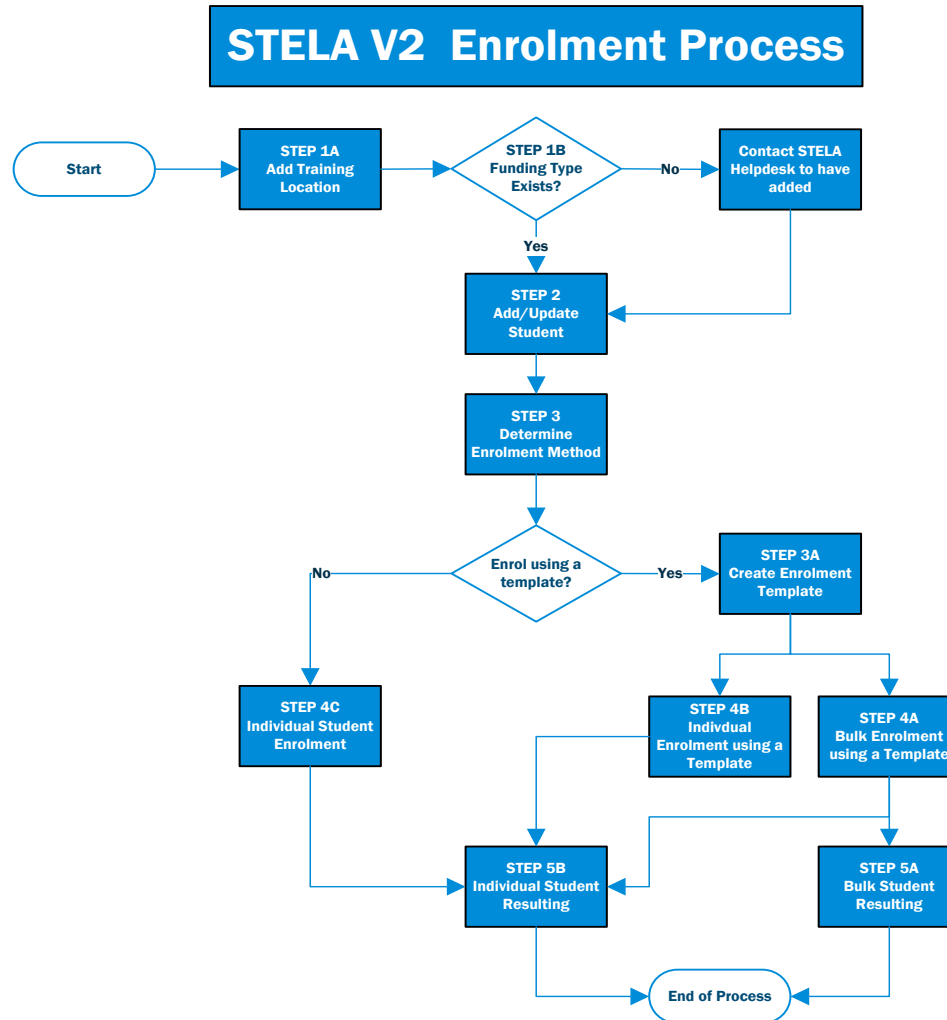 STELA V2 Enrolment Process
Start
STEP 1A
Add Training
Location
STEP 1B
Funding Type
Exists?
No
Contact STELA
Helpdesk to have
added
Yes
STEP 2
Add/Update
Student
STEP 3
Determine
Enrolment Method
Enrol using a
template?
No
Yes
STEP 3A
Create Enrolment
Template
STEP 4C
Individual Student
Enrolment
STEP 4B
Indivdual
Enrolment using a
Template
STEP 4A
Bulk Enrolment
using a Template
STEP 5B
Individual Student
Resulting
STEP 5A
Bulk Student
Resulting
End of Process